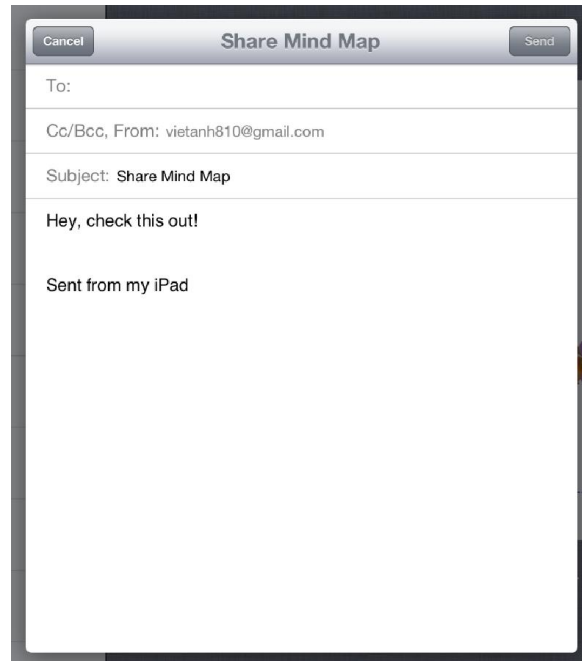 Cancel Share Mind Map Send
To:
Cc/Bcc, From: vietanh810@gmail.com
Subject: Share Mind Map
Hey, check this out!
Sent from my iPad